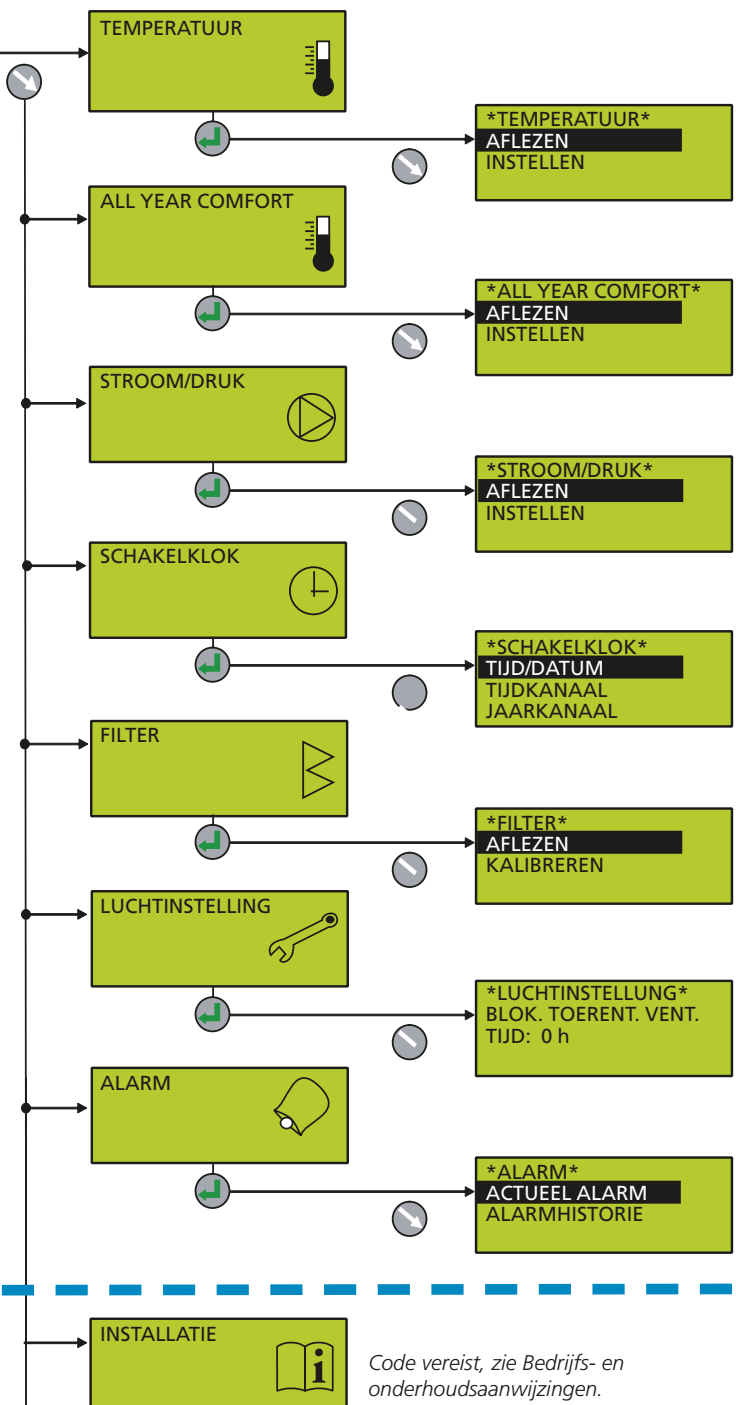 TEMPERATUUR
*TEMPERATUUR*
AFLEZEN
INSTELLEN
ALL YEAR COMFORT
*ALL YEAR COMFORT*
AFLEZEN
INSTELLEN
STROOM/DRUK
*STROOM/DRUK*
AFLEZEN
INSTELLEN
SCHAKELKLOK
*SCHAKELKLOK*
TIJD/DATUM
TIJDKANAAL
JAARKANAAL
FILTER
*FILTER*
AFLEZEN
KALIBREREN
LUCHTINSTELLING
*LUCHTINSTELLUNG*
BLOK. TOERENT. VENT.
TIJD: 0 h
ALARM
*ALARM*
ACTUEEL ALARM
ALARMHISTORIE
INSTALLATIE
i
Code vereist, zie Bedrijfs- en
onderhoudsaanwijzingen.